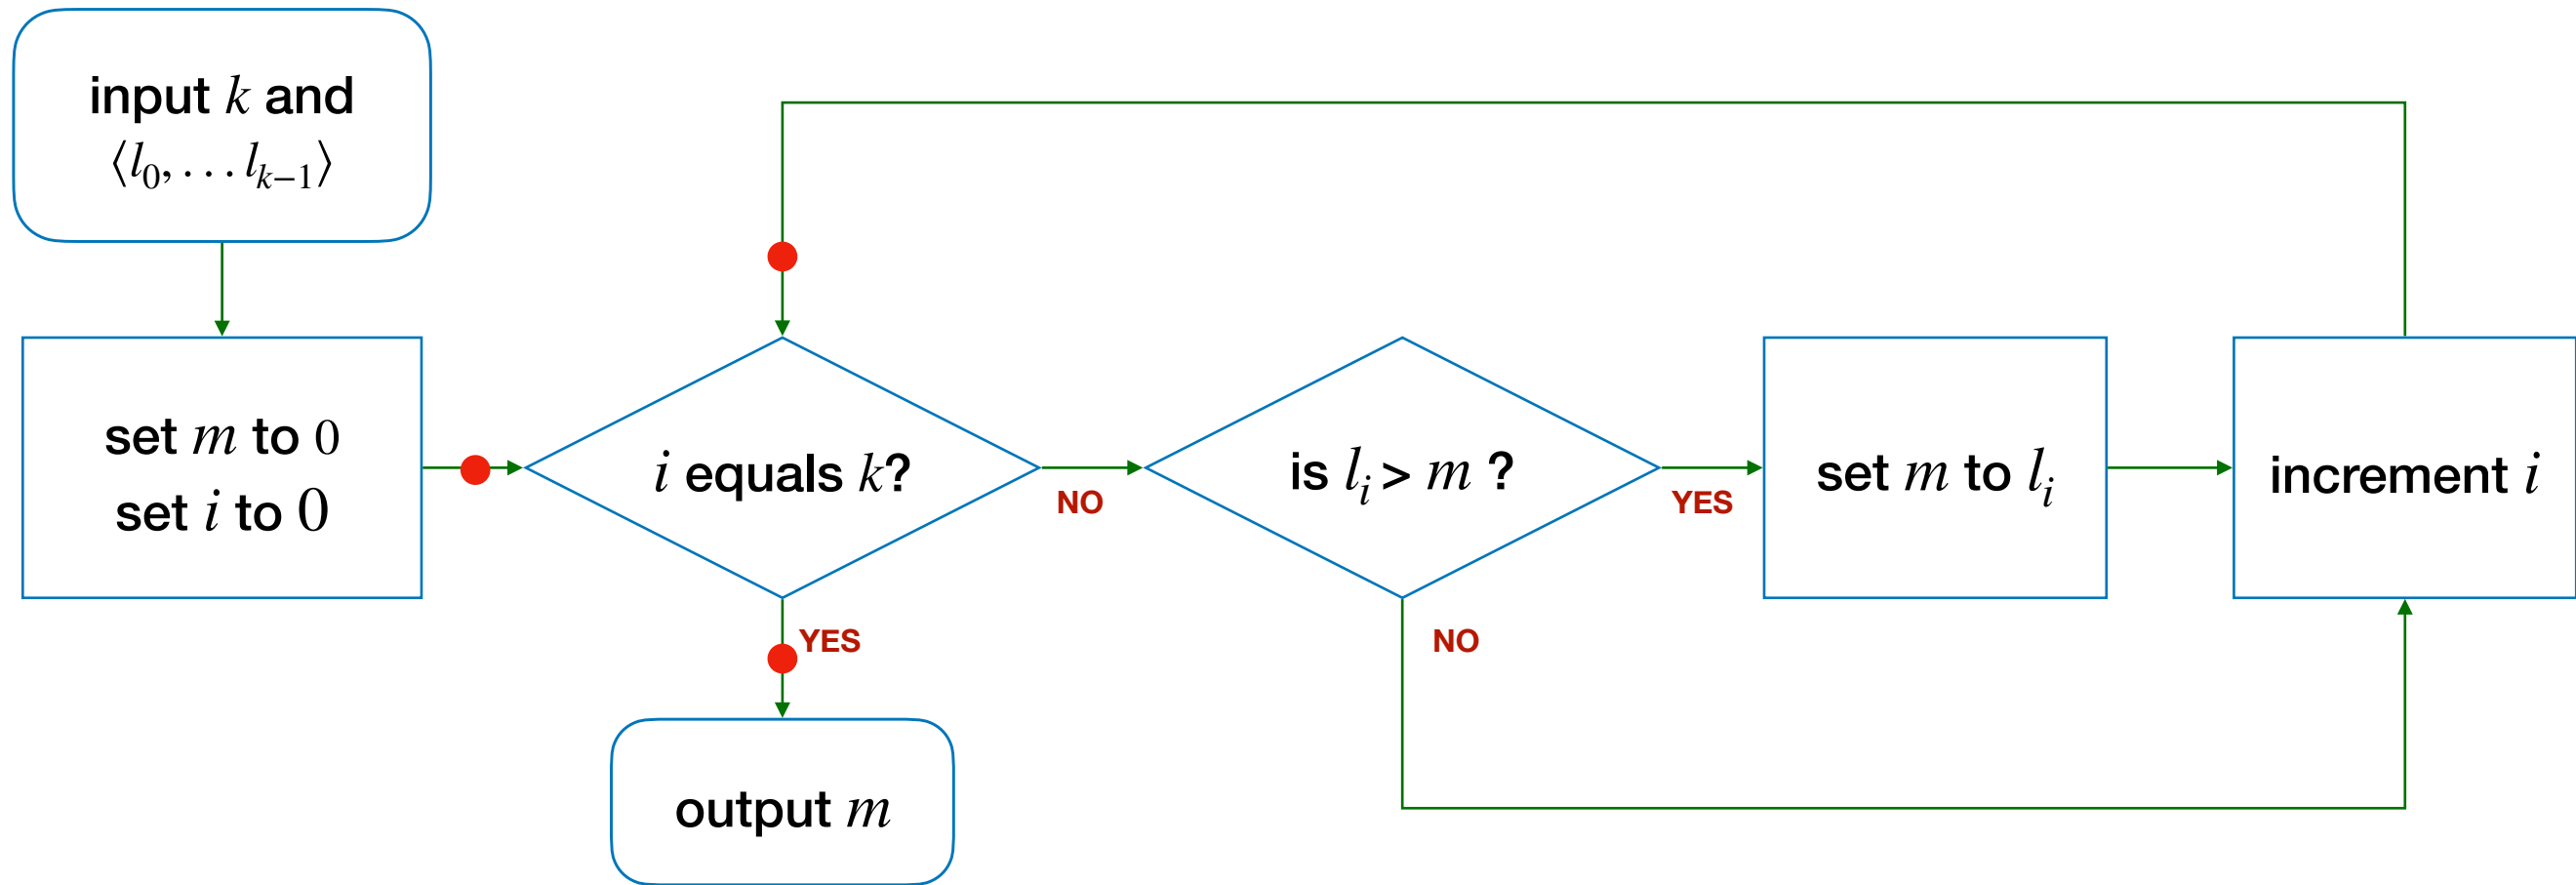 input k and
⟨l₀, . . . lₖ₋₁⟩
set m to 0
set i to 0
i equals k?
NO
YES
output m
is lᵢ > m ?
YES
NO
set m to lᵢ
increment i